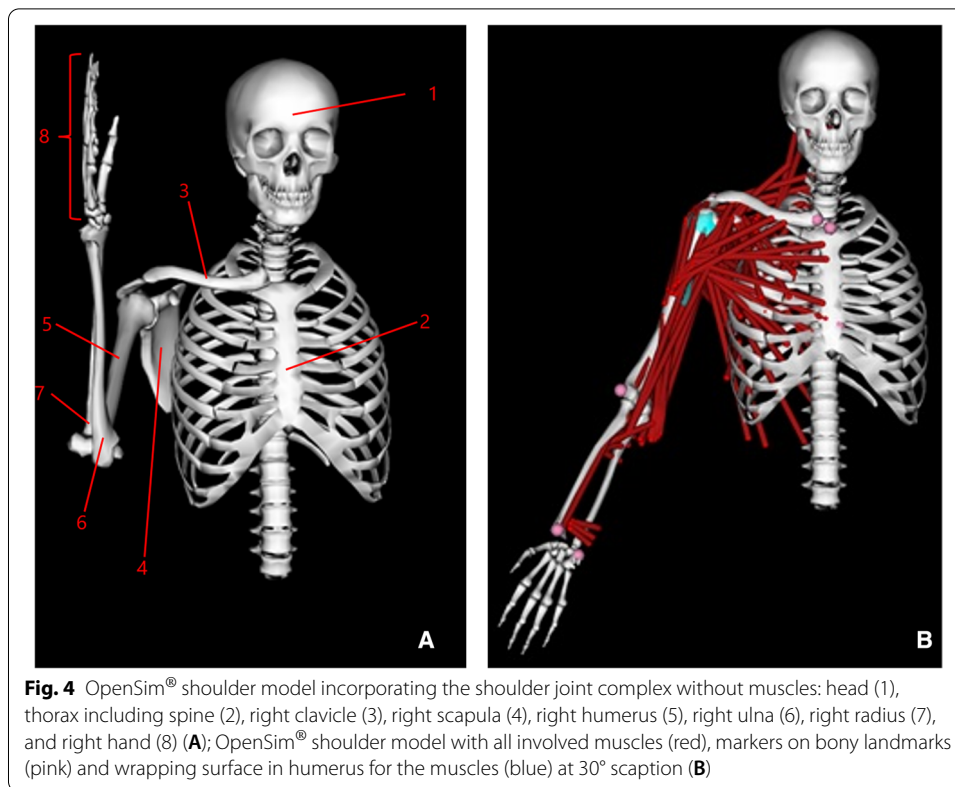 1
8
3
5
2
7
6
4
A
B
Fig. 4 OpenSim® shoulder model incorporating the shoulder joint complex without muscles: head (1),
thorax including spine (2), right clavicle (3), right scapula (4), right humerus (5), right ulna (6), right radius (7),
and right hand (8) (A); OpenSim® shoulder model with all involved muscles (red), markers on bony landmarks
(pink) and wrapping surface in humerus for the muscles (blue) at 30° scaption (B)